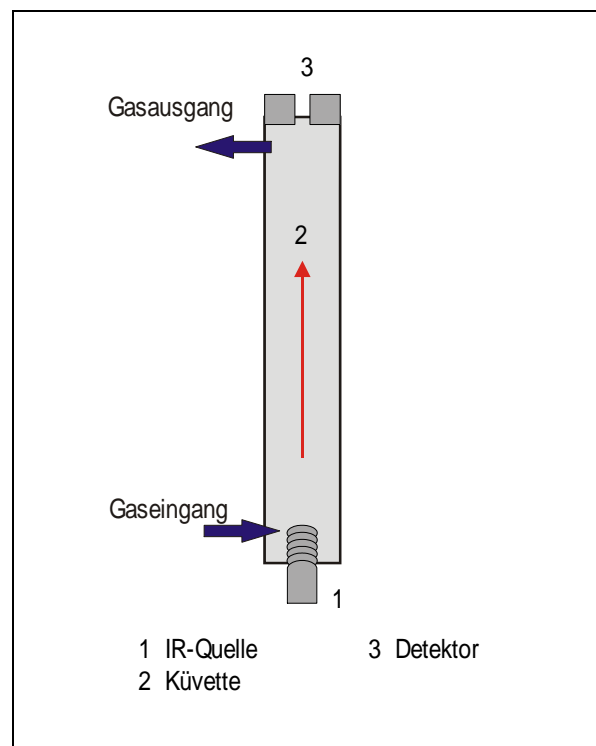 3
Gasausgang
2
Gaseingang
1
1 IR-Quelle 3 Detektor
2 Küvette